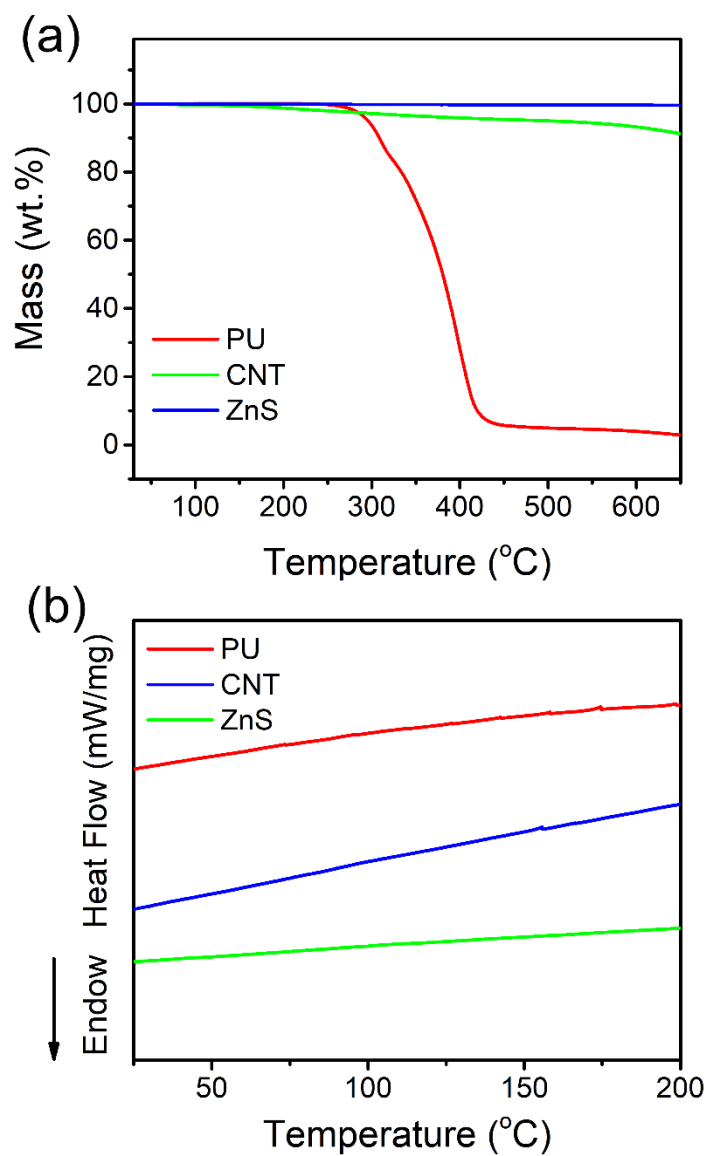 (a)
Mass (wt.%)
100
80
60
40
20
0
PU
CNT
ZnS
100 200 300 400 500 600
Temperature (°C)
(b)
Endow Heat Flow (mW/mg)
PU
CNT
ZnS
50 100 150 200
Temperature (°C)